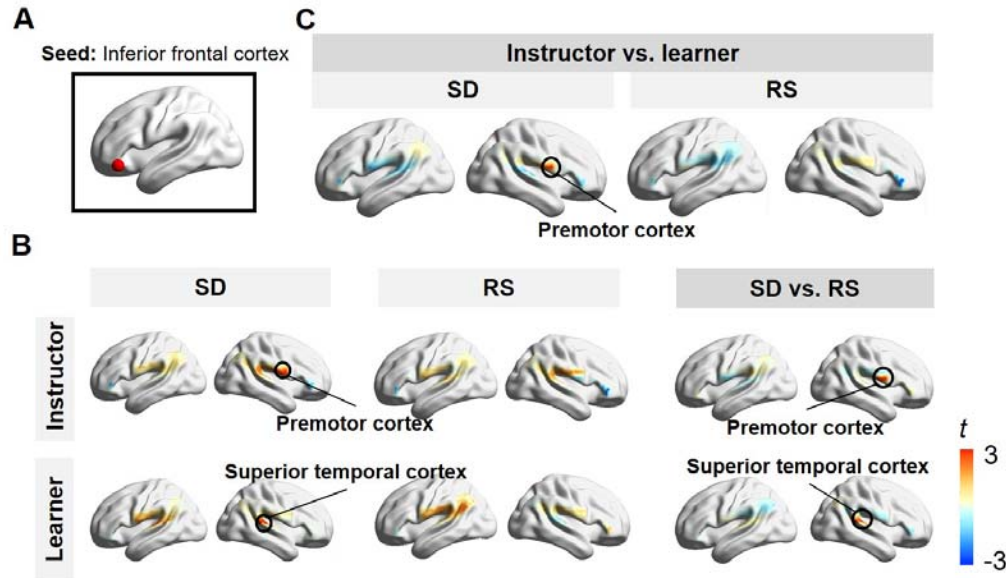 A
Seed: Inferior frontal cortex
C
Instructor vs. learner
SD
RS
Premotor cortex
B
SD
RS
SD vs. RS
Instructor
Premotor cortex
Premotor cortex
Learner
Superior temporal cortex
Superior temporal cortex
t
3
-3